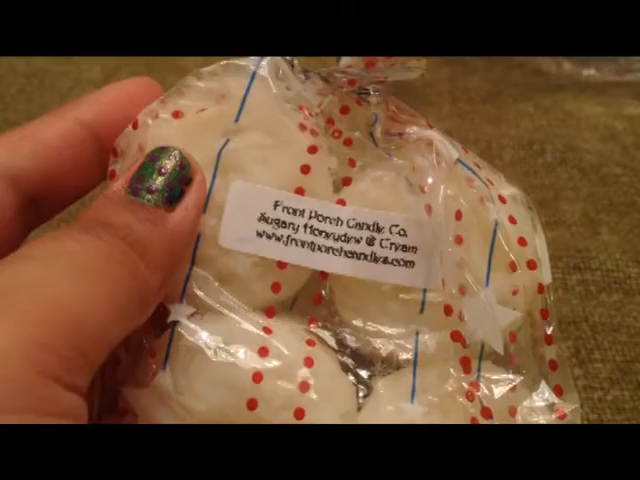 Front Porch Candle Co.
Sugary Honeydew & Cream
www.frontporchcandles.com